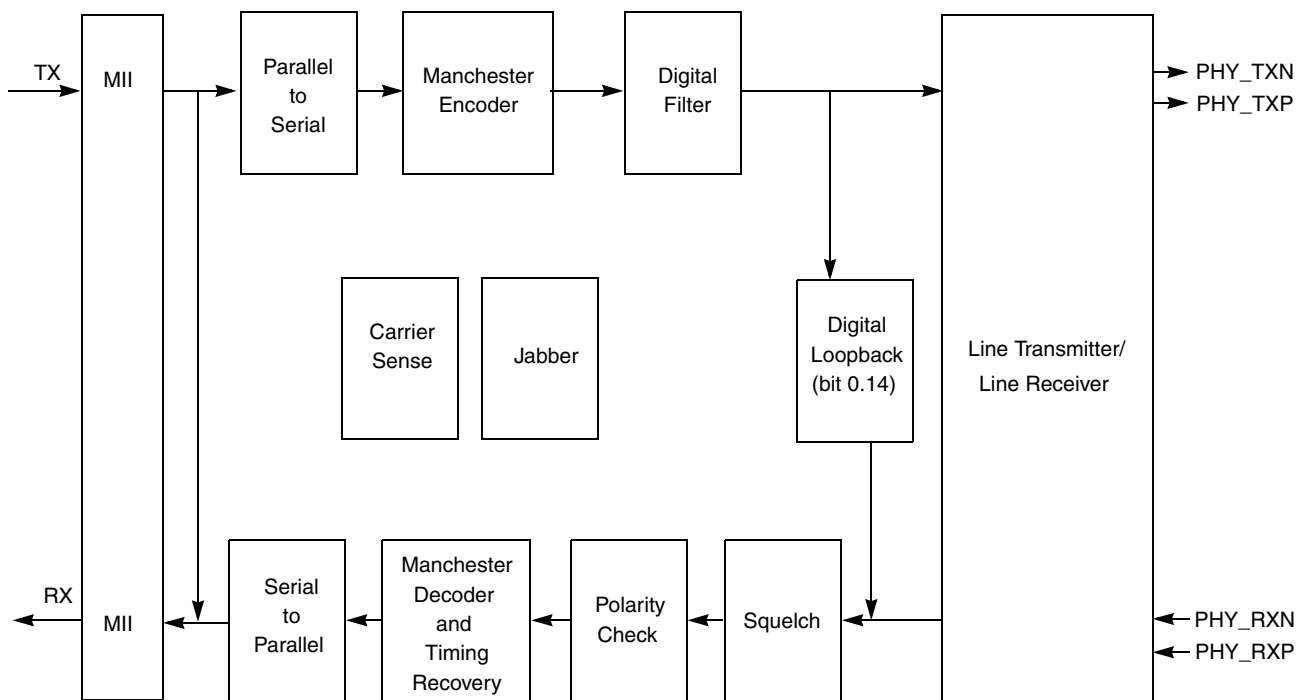 TX
MII
Parallel
to
Serial
Manchester
Encoder
Digital
Filter
PHY_TXN
PHY_TXP
Carrier
Sense
Jabber
Digital
Loopback
(bit 0.14)
Line Transmitter/
Line Receiver
RX
MII
Serial
to
Parallel
Manchester
Decoder
and
Timing
Recovery
Polarity
Check
Squelch
PHY_RXN
PHY_RXP